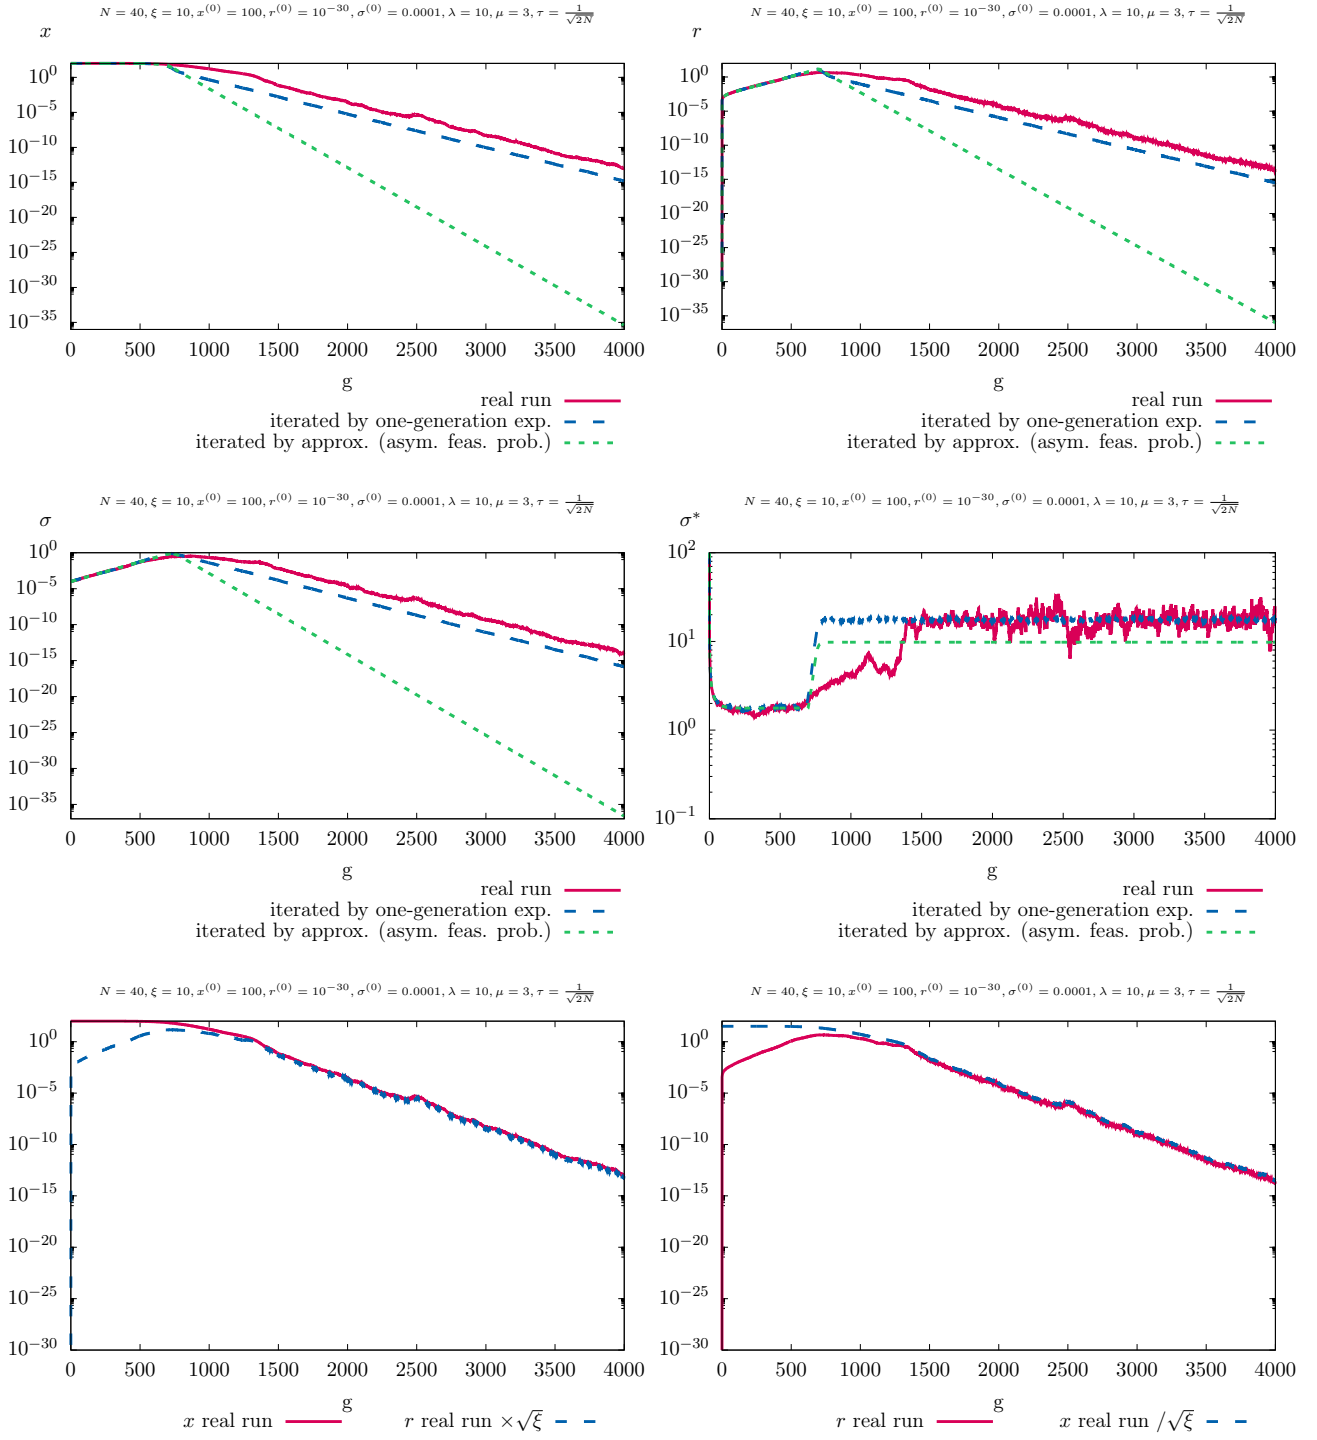 N = 40, ξ = 10, x^(0) = 100, r^(0) = 10^−30, σ^(0) = 0.0001, λ = 10, μ = 3, τ = 1/√(2N)
x
10^0
10^−5
10^−10
10^−15
10^−20
10^−25
10^−30
10^−35
0 500 1000 1500 2000 2500 3000 3500 4000
g
real run
iterated by one-generation exp.
iterated by approx. (asym. feas. prob.)
N = 40, ξ = 10, x^(0) = 100, r^(0) = 10^−30, σ^(0) = 0.0001, λ = 10, μ = 3, τ = 1/√(2N)
r
10^0
10^−5
10^−10
10^−15
10^−20
10^−25
10^−30
10^−35
0 500 1000 1500 2000 2500 3000 3500 4000
g
real run
iterated by one-generation exp.
iterated by approx. (asym. feas. prob.)
N = 40, ξ = 10, x^(0) = 100, r^(0) = 10^−30, σ^(0) = 0.0001, λ = 10, μ = 3, τ = 1/√(2N)
σ
10^0
10^−5
10^−10
10^−15
10^−20
10^−25
10^−30
10^−35
0 500 1000 1500 2000 2500 3000 3500 4000
g
real run
iterated by one-generation exp.
iterated by approx. (asym. feas. prob.)
N = 40, ξ = 10, x^(0) = 100, r^(0) = 10^−30, σ^(0) = 0.0001, λ = 10, μ = 3, τ = 1/√(2N)
σ*
10^2
10^1
10^0
10^−1
0 500 1000 1500 2000 2500 3000 3500 4000
g
real run
iterated by one-generation exp.
iterated by approx. (asym. feas. prob.)
N = 40, ξ = 10, x^(0) = 100, r^(0) = 10^−30, σ^(0) = 0.0001, λ = 10, μ = 3, τ = 1/√(2N)
10^0
10^−5
10^−10
10^−15
10^−20
10^−25
10^−30
0 500 1000 1500 2000 2500 3000 3500 4000
g
x real run r real run ×√ξ
N = 40, ξ = 10, x^(0) = 100, r^(0) = 10^−30, σ^(0) = 0.0001, λ = 10, μ = 3, τ = 1/√(2N)
10^0
10^−5
10^−10
10^−15
10^−20
10^−25
10^−30
0 500 1000 1500 2000 2500 3000 3500 4000
g
r real run x real run /√ξ